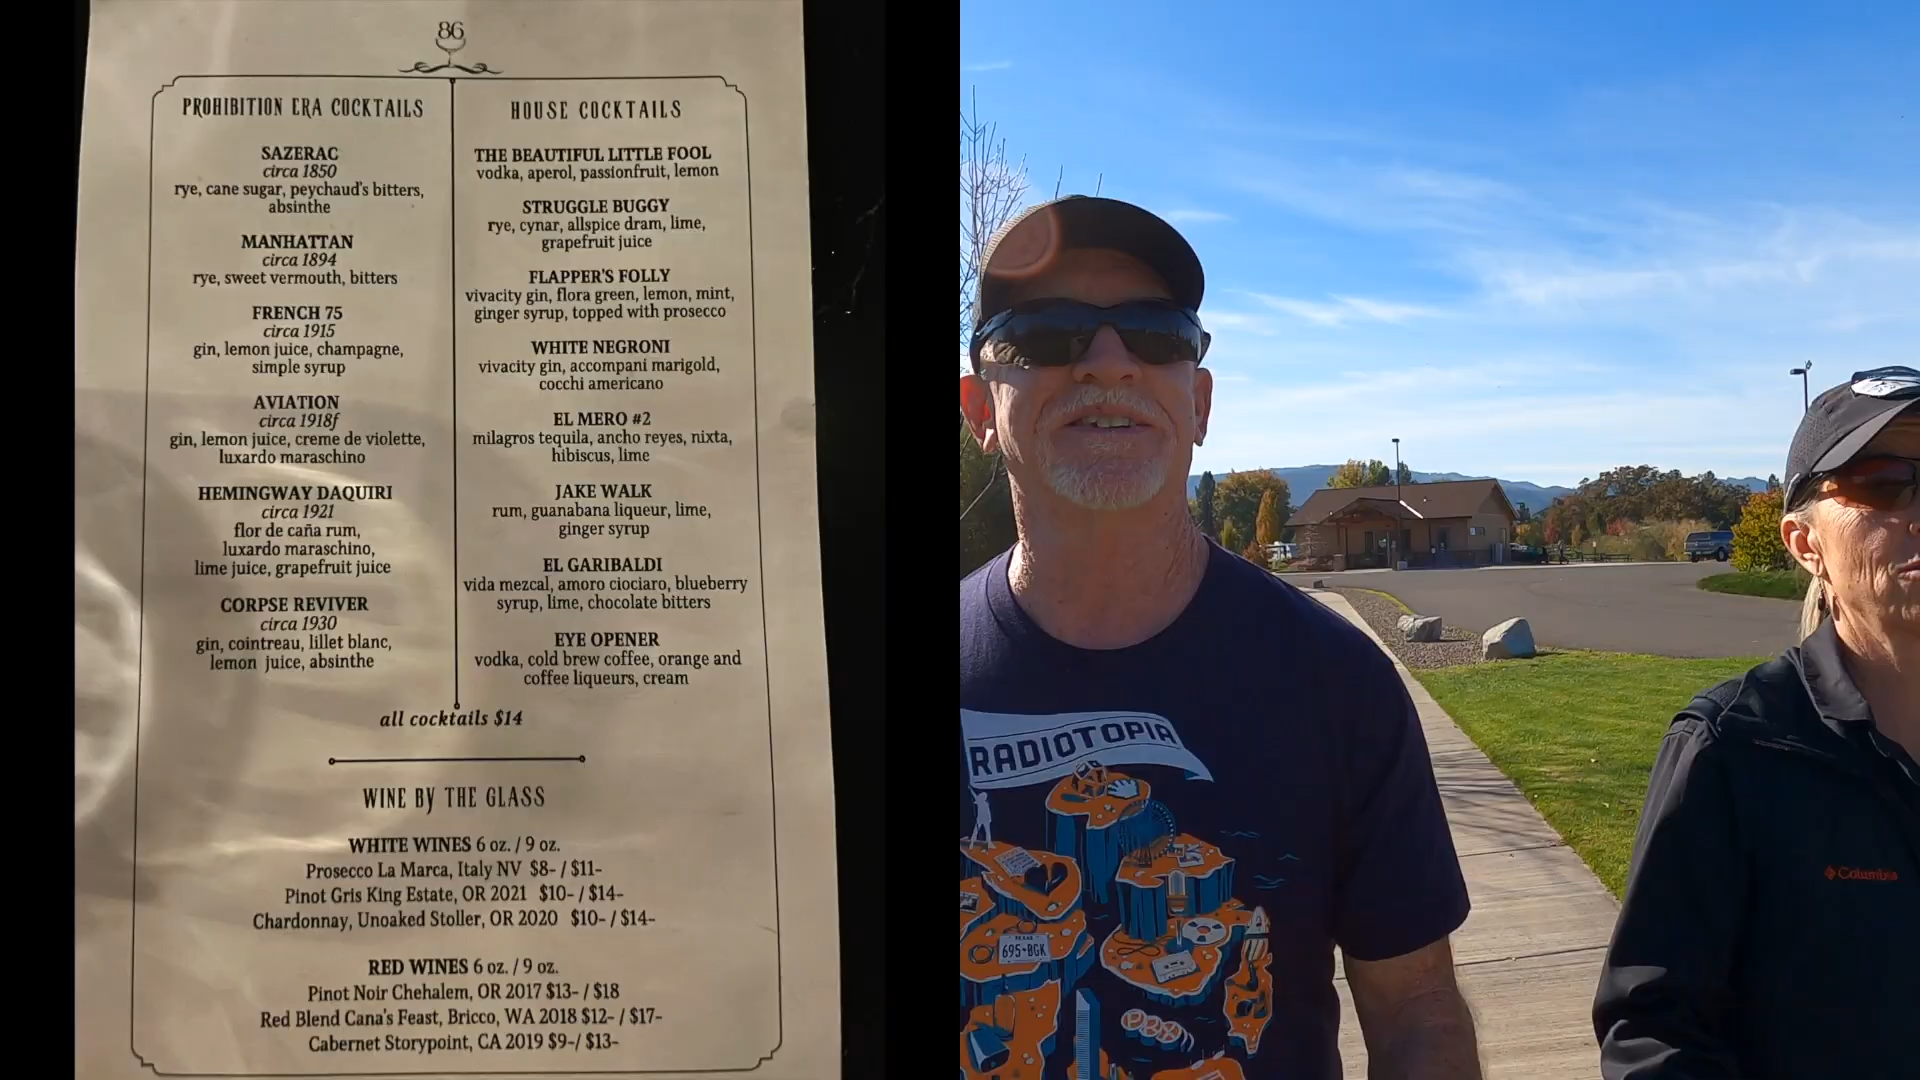 86
PROHIBITION ERA COCKTAILS
SAZERAC
circa 1850
rye, cane sugar, peychaud's bitters,
absinthe
MANHATTAN
circa 1894
rye, sweet vermouth, bitters
FRENCH 75
circa 1915
gin, lemon juice, champagne,
simple syrup
AVIATION
circa 1918f
gin, lemon juice, creme de violette,
luxardo maraschino
HEMINGWAY DAQUIRI
circa 1921
flor de caña rum,
luxardo maraschino,
lime juice, grapefruit juice
CORPSE REVIVER
circa 1930
gin, cointreau, lillet blanc,
lemon juice, absinthe
HOUSE COCKTAILS
THE BEAUTIFUL LITTLE FOOL
vodka, aperol, passionfruit, lemon
STRUGGLE BUGGY
rye, cynar, allspice dram, lime,
grapefruit juice
FLAPPER'S FOLLY
vivacity gin, flora green, lemon, mint,
ginger syrup, topped with prosecco
WHITE NEGRONI
vivacity gin, accompani marigold,
cocchi americano
EL MERO #2
milagros tequila, ancho reyes, nixta,
hibiscus, lime
JAKE WALK
rum, guanabana liqueur, lime,
ginger syrup
EL GARIBALDI
vida mezcal, amoro ciociaro, blueberry
syrup, lime, chocolate bitters
EYE OPENER
vodka, cold brew coffee, orange and
coffee liqueurs, cream
all cocktails $14
WINE BY THE GLASS
WHITE WINES 6 oz. / 9 oz.
Prosecco La Marca, Italy NV $8- / $11-
Pinot Gris King Estate, OR 2021 $10- / $14-
Chardonnay, Unoaked Stoller, OR 2020 $10- / $14-
RED WINES 6 oz. / 9 oz.
Pinot Noir Chehalem, OR 2017 $13- / $18
Red Blend Cana's Feast, Bricco, WA 2018 $12- / $17-
Cabernet Storypoint, CA 2019 $9-/ $13-
RADIOTOPIA
TEXAS
695-BGK
Columbia